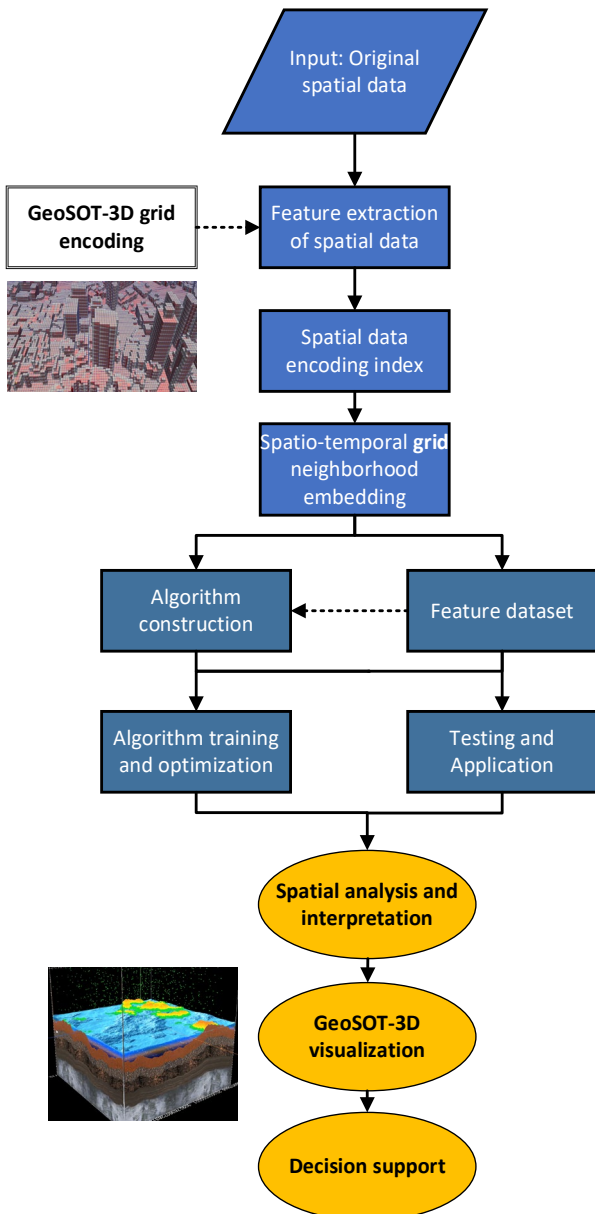 Input: Original
spatial data
GeoSOT-3D grid
encoding
Feature extraction
of spatial data
Spatial data
encoding index
Spatio-temporal grid
neighborhood
embedding
Algorithm
construction
Feature dataset
Algorithm training
and optimization
Testing and
Application
Spatial analysis and
interpretation
GeoSOT-3D
visualization
Decision support